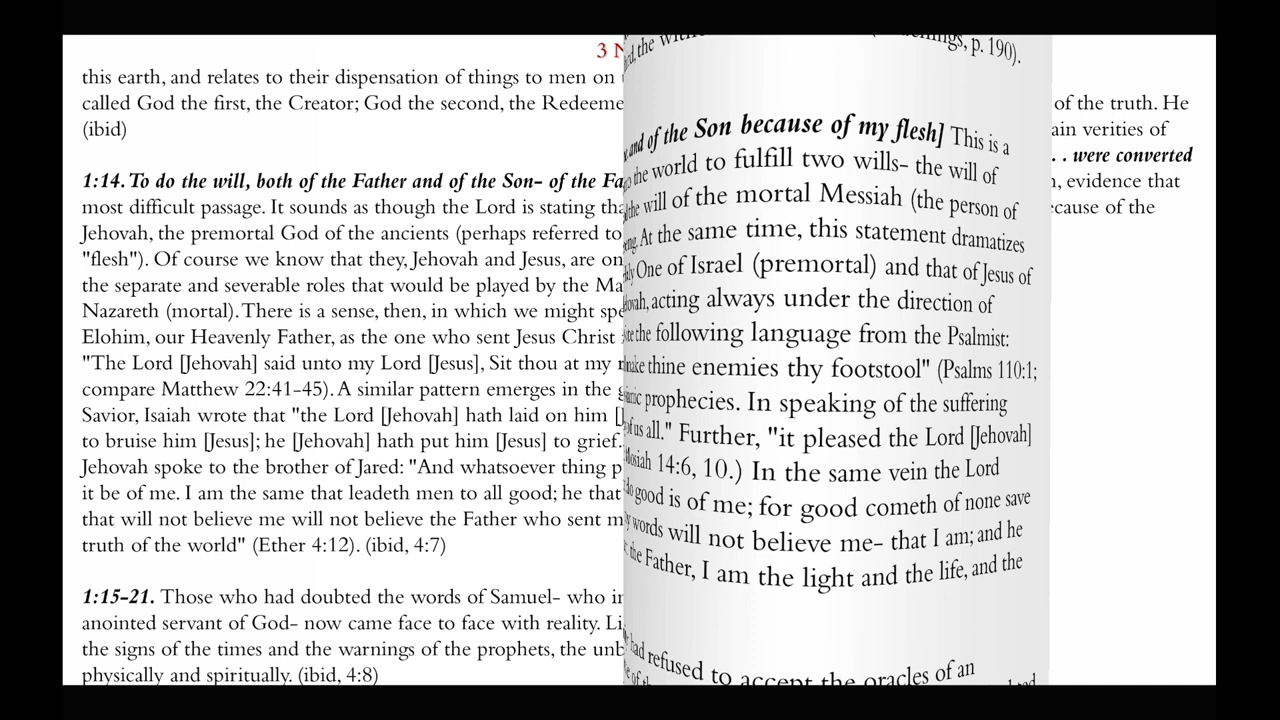 3 N
this earth, and relates to their dispensation of things to men on
called God the first, the Creator; God the second, the Redeeme
(ibid)
1:14. To do the will, both of the Father and of the Son- of the Fa
most difficult passage. It sounds as though the Lord is stating tha
Jehovah, the premortal God of the ancients (perhaps referred to
"flesh"). Of course we know that they, Jehovah and Jesus, are on
the separate and severable roles that would be played by the Ma
Nazareth (mortal). There is a sense, then, in which we might spe
Elohim, our Heavenly Father, as the one who sent Jesus Christ
"The Lord [Jehovah] said unto my Lord [Jesus], Sit thou at my r
compare Matthew 22:41-45). A similar pattern emerges in the g
Savior, Isaiah wrote that "the Lord [Jehovah] hath laid on him [J
to bruise him [Jesus]; he [Jehovah] hath put him [Jesus] to grief.
Jehovah spoke to the brother of Jared: "And whatsoever thing p
it be of me. I am the same that leadeth men to all good; he that
that will not believe me will not believe the Father who sent m
truth of the world" (Ether 4:12). (ibid, 4:7)
1:15-21. Those who had doubted the words of Samuel- who in
anointed servant of God- now came face to face with reality. Li
the signs of the times and the warnings of the prophets, the unb
physically and spiritually. (ibid, 4:8)
the
ngs, p. 190).
and of the Son because of my flesh] This is a
the world to fulfill two wills- the will of
the will of the mortal Messiah (the person of
At the same time, this statement dramatizes
One of Israel (premortal) and that of Jesus of
acting always under the direction of
the following language from the Psalmist:
make thine enemies thy footstool" (Psalms 110:1;
prophecies. In speaking of the suffering
of us all." Further, "it pleased the Lord [Jehovah]
14:6, 10.) In the same vein the Lord
good is of me; for good cometh of none save
words will not believe me- that I am; and he
the Father, I am the light and the life, and the
had refused to accept the oracles of an
of the truth. He
ain verities of
. . were converted
, evidence that
ecause of the